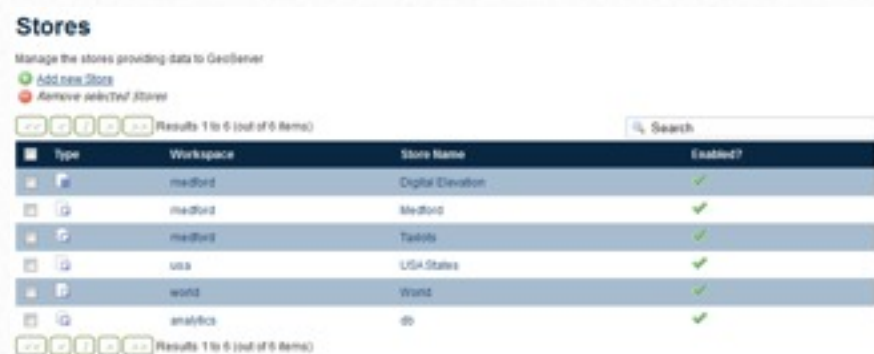 Stores
Manage the stores providing data to GeoServer
Add new Store
Remove selected Stores
<< < 1 > >> Results 1 to 6 (out of 6 items) Search
Type Workspace Store Name Enabled?
medford Digital Elevation
medford Medford
medford Taxlots
usa USA States
world World
analytics db
<< < 1 > >> Results 1 to 6 (out of 6 items)